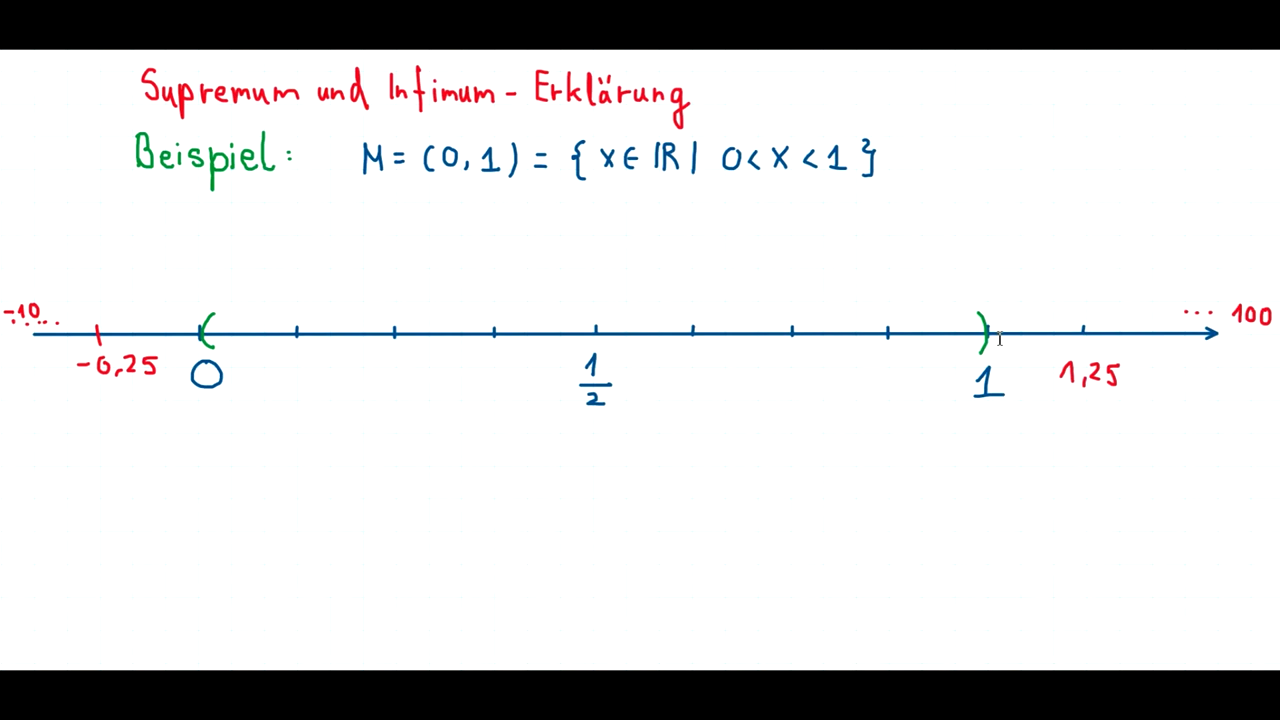 Supremum und Infimum - Erklärung
Beispiel: M = (0,1) = { x ∈ ℝ | 0 < x < 1 }
-10 ... 100
-0,25 0 1/2 1 1,25